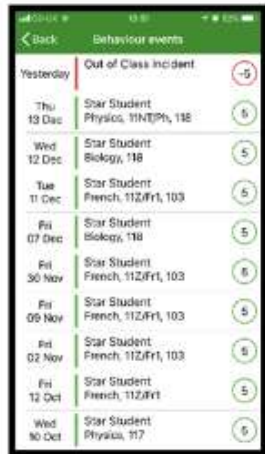 Back
Behaviour events
Yesterday
Out of Class Incident
-5
Thu
13 Dec
Star Student
Physics, 11NT/Ph, 118
5
Wed
12 Dec
Star Student
Biology, 118
5
Tue
11 Dec
Star Student
French, 11Z/Fr1, 103
5
Fri
07 Dec
Star Student
Biology, 118
5
Fri
30 Nov
Star Student
French, 11Z/Fr1, 103
5
Fri
09 Nov
Star Student
French, 11Z/Fr1, 103
5
Fri
02 Nov
Star Student
French, 11Z/Fr1, 103
5
Fri
12 Oct
Star Student
French, 11Z/Fr1
5
Wed
10 Oct
Star Student
Physics, 117
5